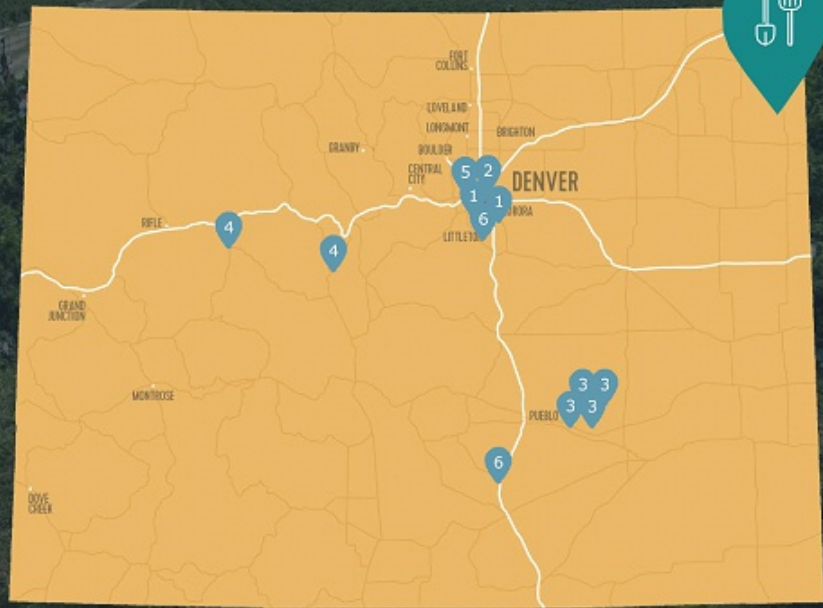 FORT
COLLINS
LOVELAND
LONGMONT
BRIGHTON
GRANBY
BOULDER
CENTRAL
CITY
5
2
DENVER
1
1
6
LITTLETO
RIFLE
4
4
GRAND
JUNCTION
MONTROSE
3
3
3
3
PUEBLO
6
DOVE
CREEK